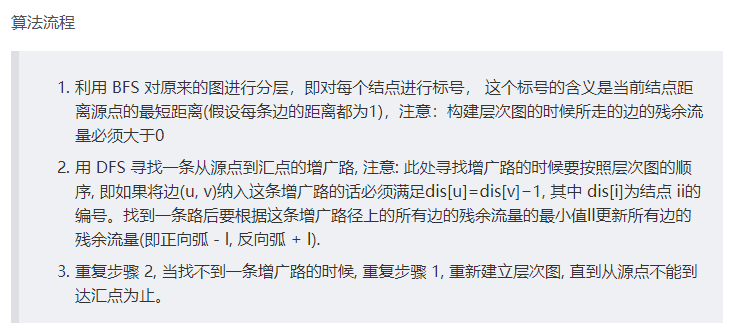 算法流程
1. 利用 BFS 对原来的图进行分层，即对每个结点进行标号， 这个标号的含义是当前结点距
离源点的最短距离(假设每条边的距离都为1)，注意：构建层次图的时候所走的边的残余流
量必须大于0
2. 用 DFS 寻找一条从源点到汇点的增广路, 注意: 此处寻找增广路的时候要按照层次图的顺
序, 即如果将边(u, v)纳入这条增广路的话必须满足dis[u]=dis[v]−1, 其中 dis[i]为结点 ii的
编号。找到一条路后要根据这条增广路径上的所有边的残余流量的最小值ll更新所有边的
残余流量(即正向弧 - l, 反向弧 + l).
3. 重复步骤 2, 当找不到一条增广路的时候, 重复步骤 1, 重新建立层次图, 直到从源点不能到
达汇点为止。